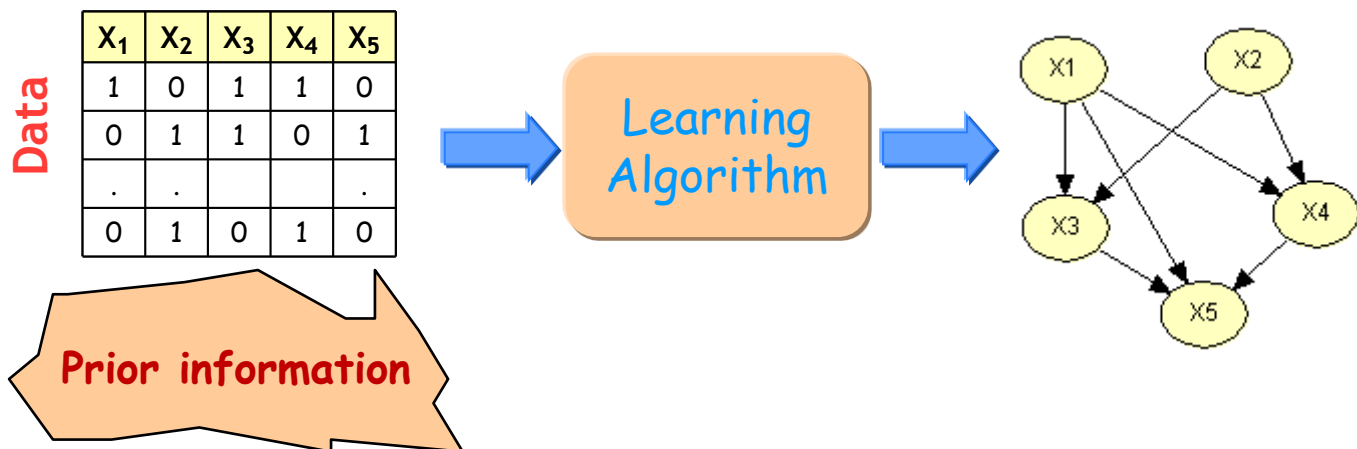 Data
X₁ X₂ X₃ X₄ X₅
1 0 1 1 0
0 1 1 0 1
. . .
0 1 0 1 0
Prior information
Learning
Algorithm
X1
X2
X3
X4
X5